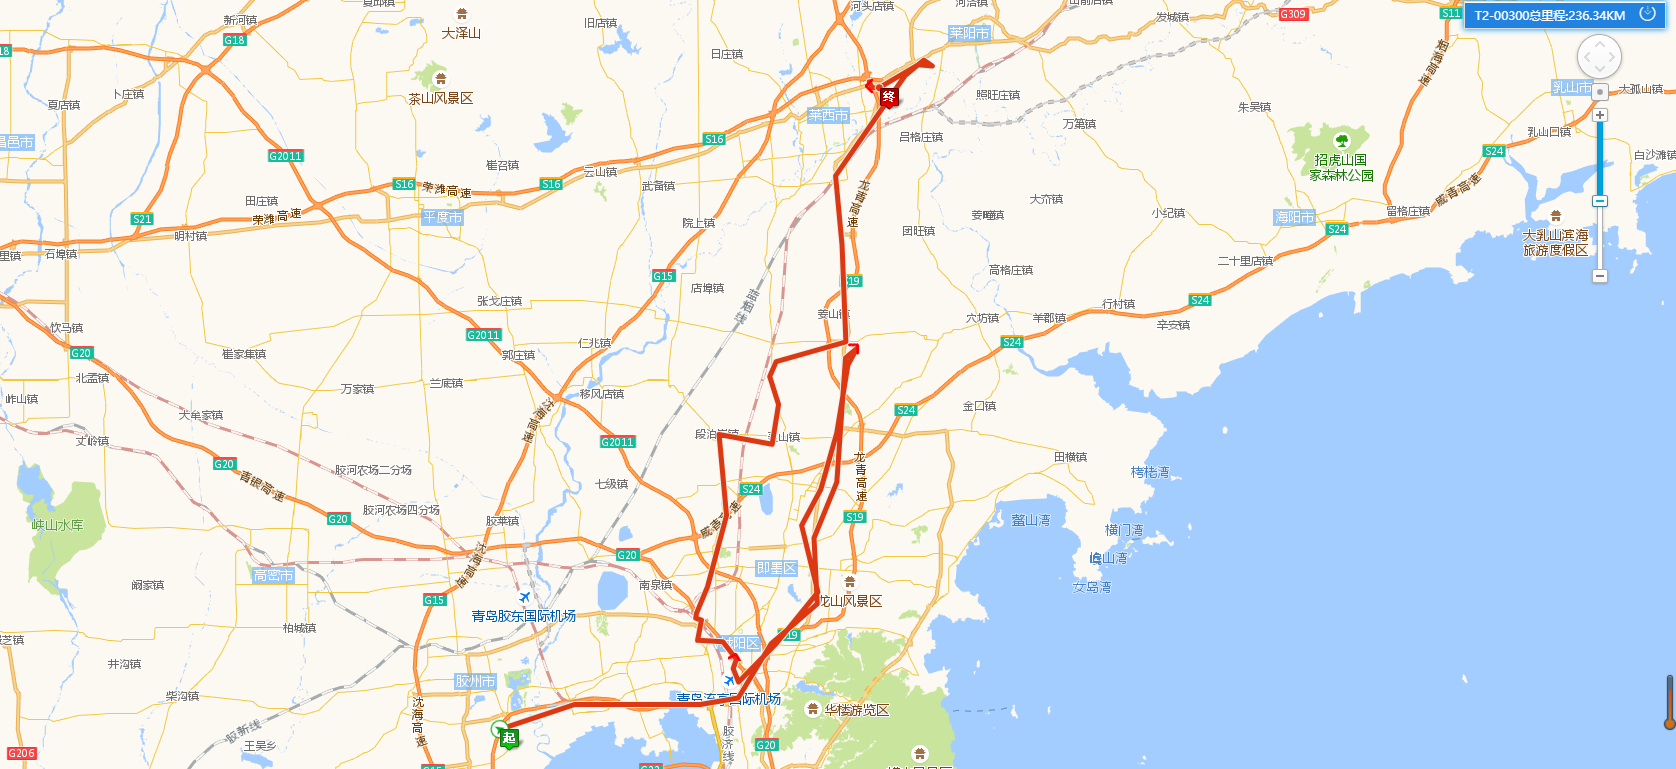 夏邱镇
河头店镇
河洛镇
发城镇
G309
S11
T2-00300总里程:236.34KM
新河镇
旧店镇
大泽山
莱阳市
G18
日庄镇
烟海高速
茶山风景区
卜庄镇
夏店镇
终
照旺庄镇
朱吴镇
乳山市
大孤山镇
莱西市
万第镇
吕格庄镇
乳山口镇
昌邑市
S16
G2011
崔召镇
云山镇
招虎山国
家森林公园
S24
白沙滩镇
S16
荣潍高速
S16
武备镇
龙青高速
威青高速
田庄镇
大夼镇
S21
荣潍高速
平度市
院上镇
小纪镇
海阳市
留格庄镇
明村镇
团旺镇
S24
大乳山滨海
旅游度假区
石埠镇
G15
高格庄镇
二十里店镇
店埠镇
S19
张戈庄镇
蓝烟线
姜山镇
穴坊镇
羊郡镇
行村镇
S24
辛安镇
饮马镇
G2011
S24
仁兆镇
G20
崔家集镇
郭庄镇
北孟镇
万家镇
兰底镇
移风店镇
岞山镇
大牟家镇
沈海高速
S24
金口镇
丈岭镇
G2011
段泊岚镇
田横镇
G20
胶河农场二分场
龙青高速
栲栳湾
青银高速
七级镇
S24
胶河农场四分场
威青高速
峡山水库
G20
胶莱镇
S19
鳌山湾
横门湾
沈海高速
G20
高密市
即墨区
阚家镇
南泉镇
女岛湾
G15
青岛胶东国际机场
龙山风景区
柏城镇
S19
城阳区
井沟镇
胶州市
柴沟镇
青岛流亭国际机场
华楼游览区
沈海高速
胶新线
起
胶济线
G20
王吴乡
G206